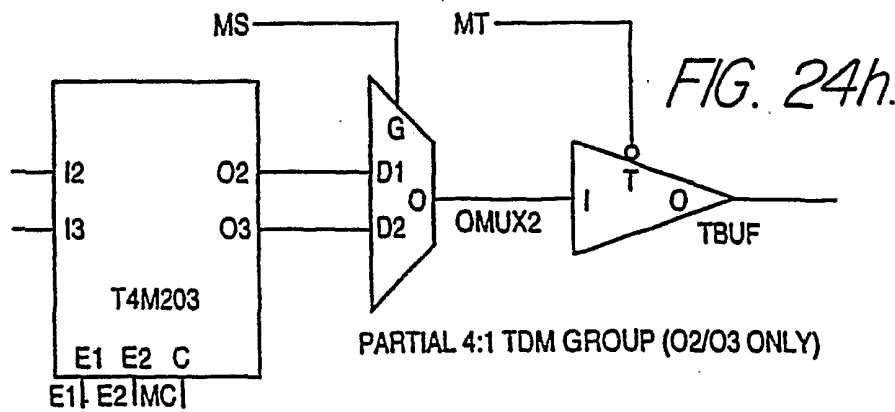 MS
MT
FIG. 24h.
G
I2
O2
D1
T
I3
O3
D2
O
OMUX2
I
O
TBUF
T4M203
PARTIAL 4:1 TDM GROUP (O2/O3 ONLY)
E1 E2 C
E1 E2 MC